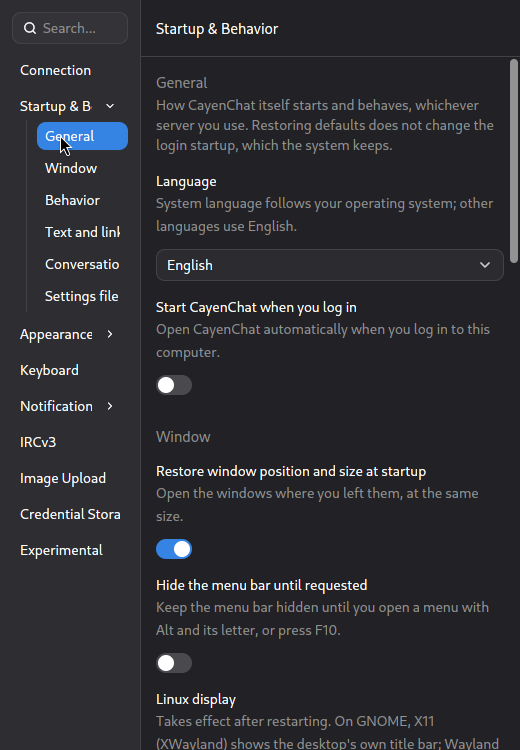 Search...
Connection
Startup & B
General
Window
Behavior
Text and link
Conversatio
Settings file
Appearance
Keyboard
Notification
IRCv3
Image Upload
Credential Stora
Experimental
Startup & Behavior
General
How CayenChat itself starts and behaves, whichever
server you use. Restoring defaults does not change the
login startup, which the system keeps.
Language
System language follows your operating system; other
languages use English.
English
Start CayenChat when you log in
Open CayenChat automatically when you log in to this
computer.
Window
Restore window position and size at startup
Open the windows where you left them, at the same
size.
Hide the menu bar until requested
Keep the menu bar hidden until you open a menu with
Alt and its letter, or press F10.
Linux display
Takes effect after restarting. On GNOME, X11
(XWayland) shows the desktop's own title bar; Wayland